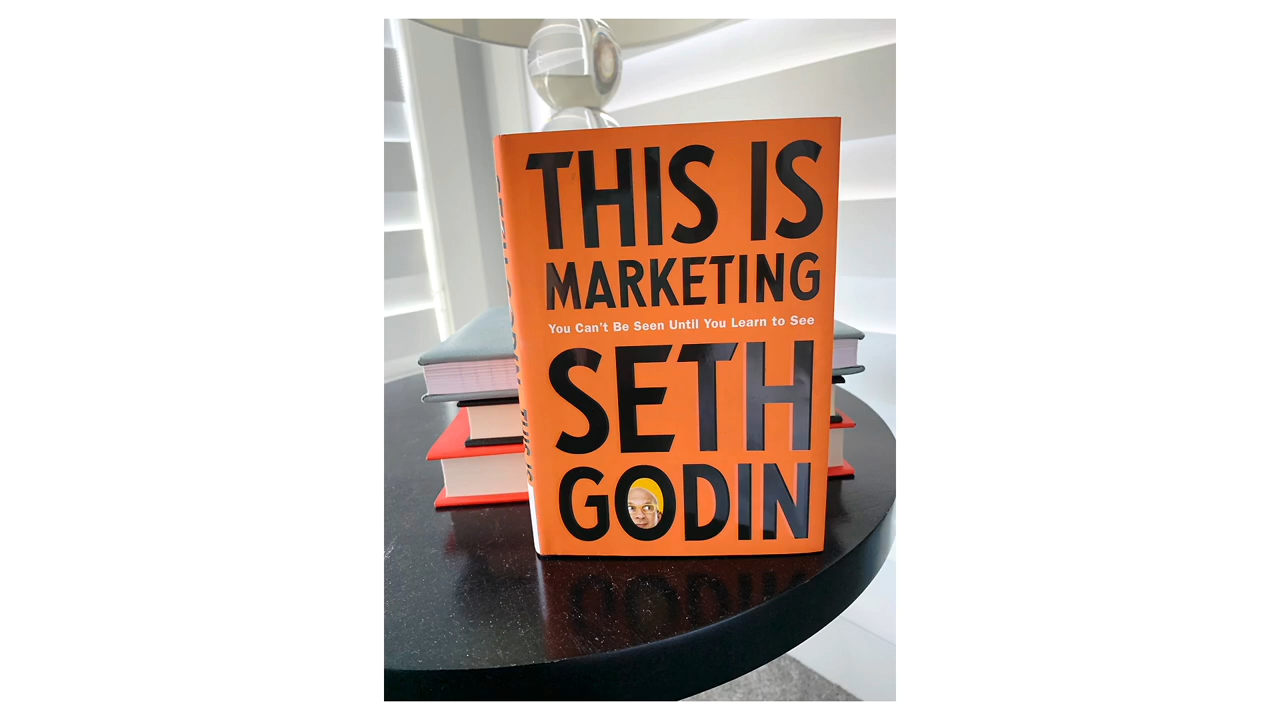 THIS IS
MARKETING
You Can't Be Seen Until You Learn to See
SETH
GODIN